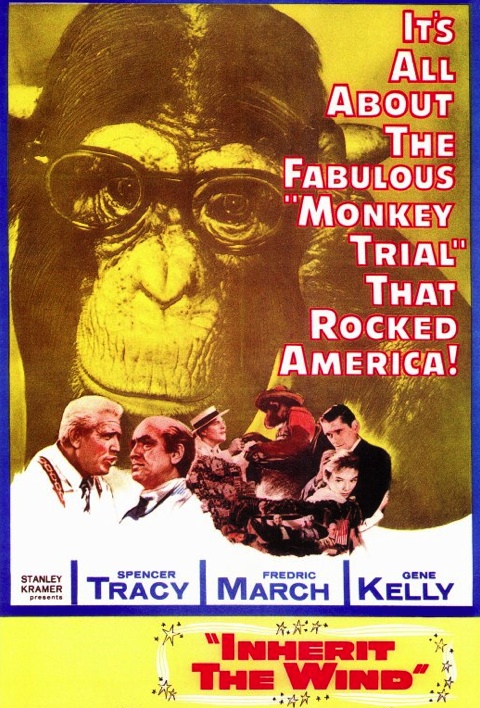 It's
All
About
The
Fabulous
"Monkey
Trial"
That
Rocked
America!
STANLEY
KRAMER
presents
SPENCER
TRACY
FREDRIC
MARCH
GENE
KELLY
"INHERIT
THE WIND"